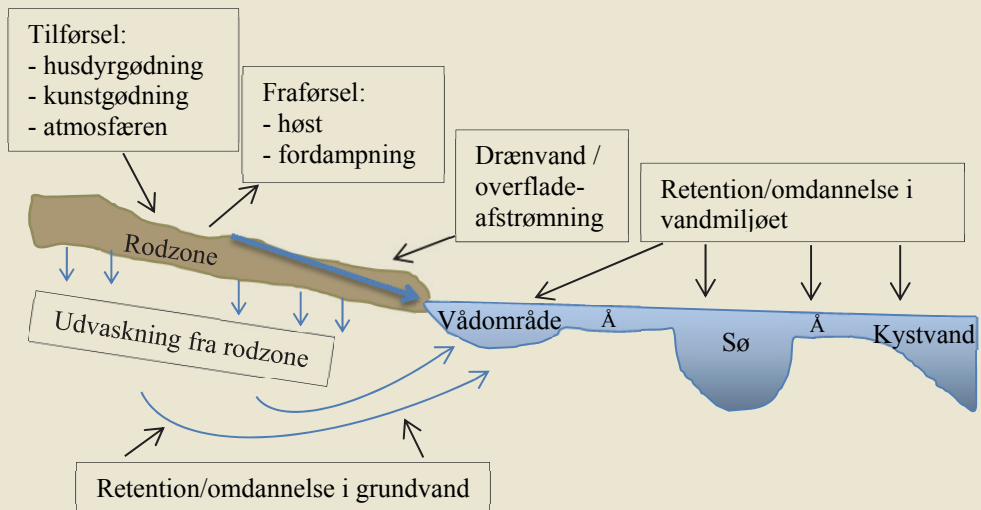 Tilførsel:
- husdyrgødning
- kunstgødning
- atmosfæren
Fraførsel:
- høst
- fordampning
Drænvand /
overflade-
afstrømning
Retention/omdannelse i
vandmiljøet
Rodzone
Udvaskning fra rodzone
Vådområde
Å
Sø
Å
Kystvand
Retention/omdannelse i grundvand